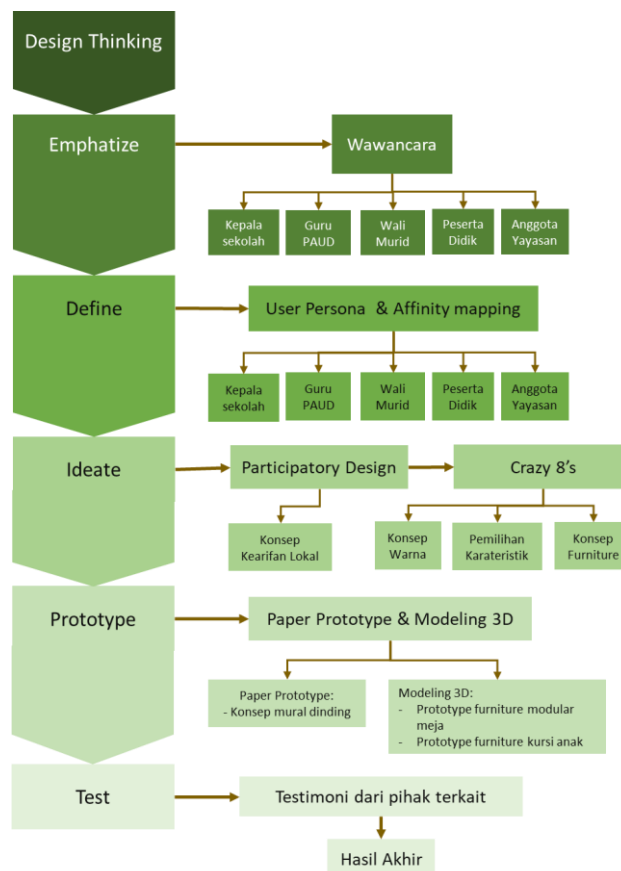 Design Thinking
Emphatize
Wawancara
Kepala
sekolah
Guru
PAUD
Wali
Murid
Peserta
Didik
Anggota
Yayasan
Define
User Persona & Affinity mapping
Kepala
sekolah
Guru
PAUD
Wali
Murid
Peserta
Didik
Anggota
Yayasan
Ideate
Participatory Design
Crazy 8's
Konsep
Kearifan Lokal
Konsep
Warna
Pemilihan
Karateristik
Konsep
Furniture
Prototype
Paper Prototype & Modeling 3D
Paper Prototype:
- Konsep mural dinding
Modeling 3D:
- Prototype furniture modular
meja
- Prototype furniture kursi anak
Test
Testimoni dari pihak terkait
Hasil Akhir